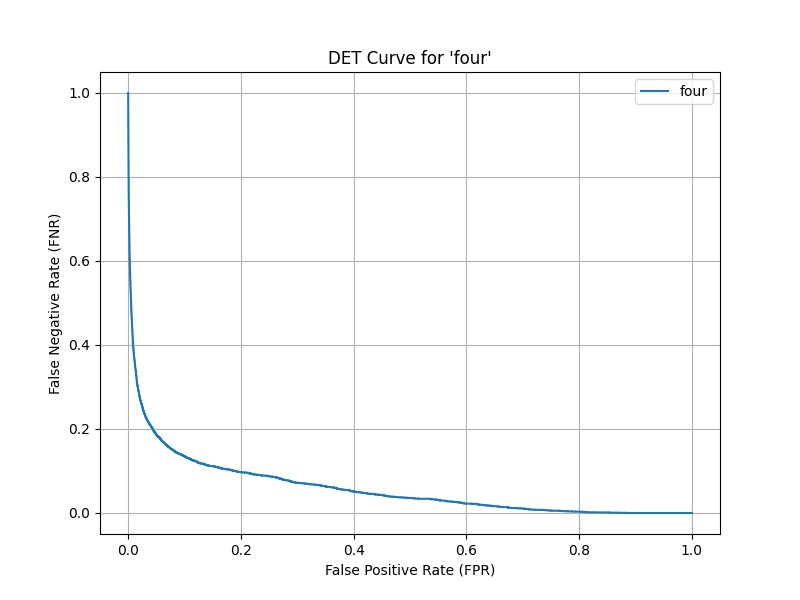 DET Curve for 'four'
four
False Negative Rate (FNR)
1.0
0.8
0.6
0.4
0.2
0.0
0.0 0.2 0.4 0.6 0.8 1.0
False Positive Rate (FPR)